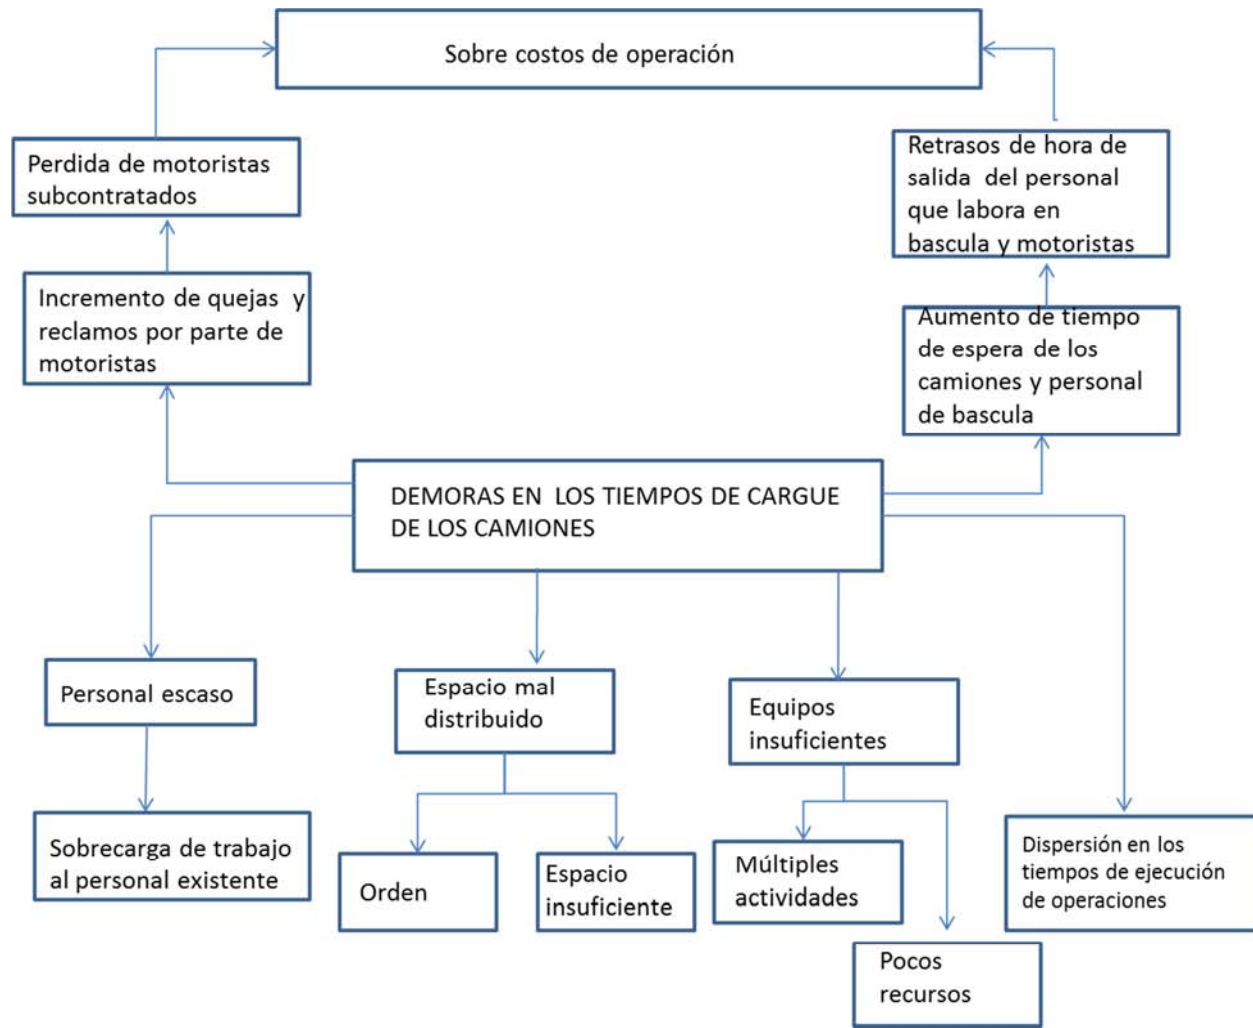 Sobre costos de operación
Perdida de motoristas
subcontratados
Retrasos de hora de
salida del personal
que labora en
bascula y motoristas
Incremento de quejas y
reclamos por parte de
motoristas
Aumento de tiempo
de espera de los
camiones y personal
de bascula
DEMORAS EN LOS TIEMPOS DE CARGUE
DE LOS CAMIONES
Personal escaso
Espacio mal
distribuido
Equipos
insuficientes
Sobrecarga de trabajo
al personal existente
Orden
Espacio
insuficiente
Múltiples
actividades
Dispersión en los
tiempos de ejecución
de operaciones
Pocos
recursos